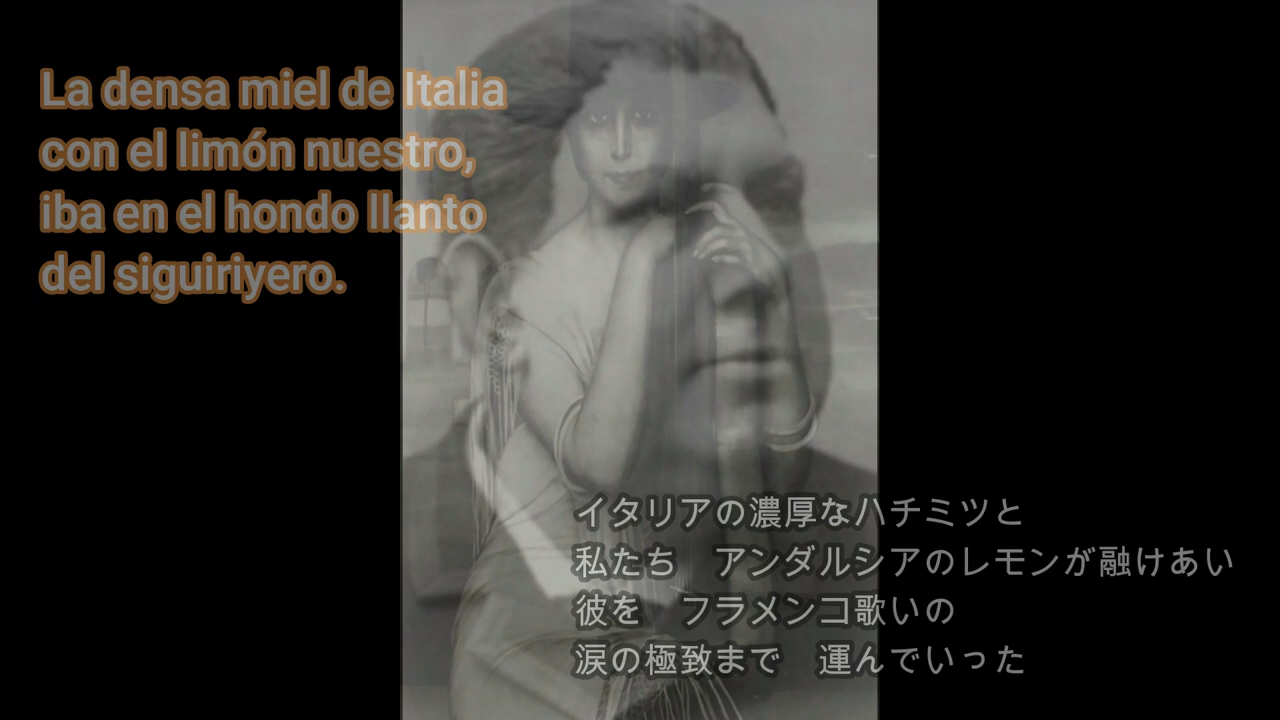 La densa miel de Italia
con el limón nuestro,
iba en el hondo llanto
del siguiriyero.
イタリアの濃厚なハチミツと
私たち　アンダルシアのレモンが融けあい
彼を　フラメンコ歌いの
涙の極致まで　運んでいった